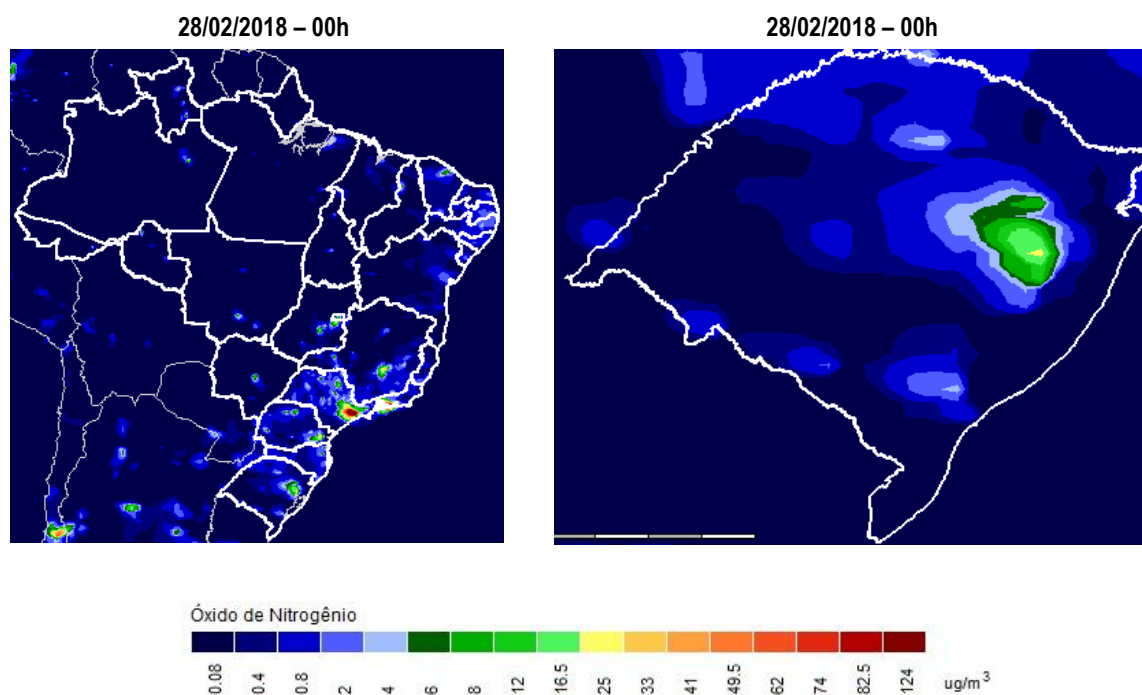 28/02/2018 – 00h
28/02/2018 – 00h
Óxido de Nitrogênio
0.08 0.4 0.8 2 4 6 8 12 16.5 25 33 41 49.5 62 74 82.5 124 ug/m³